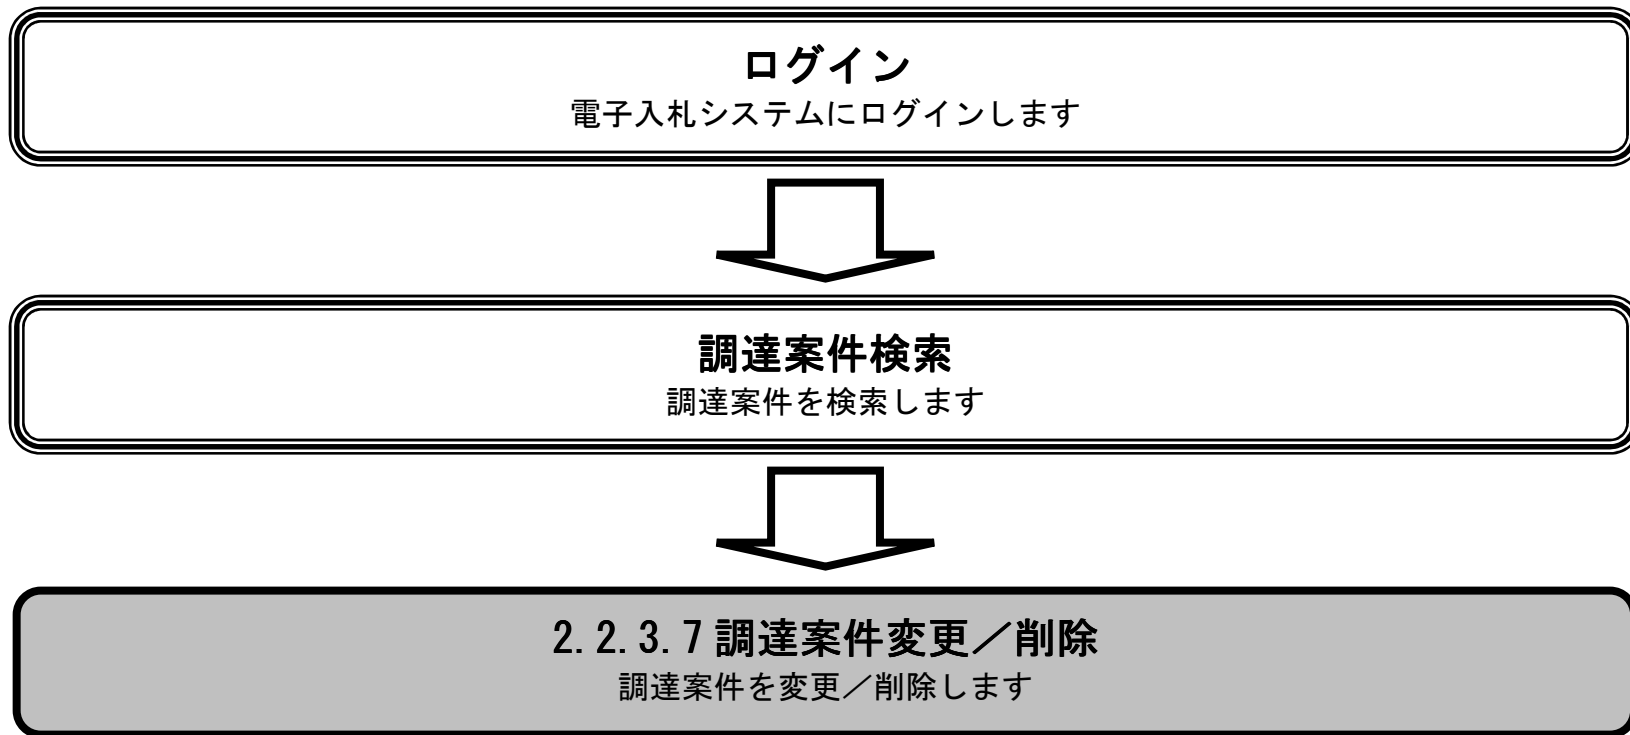 ログイン
電子入札システムにログインします
調達案件検索
調達案件を検索します
2.2.3.7 調達案件変更／削除
調達案件を変更／削除します